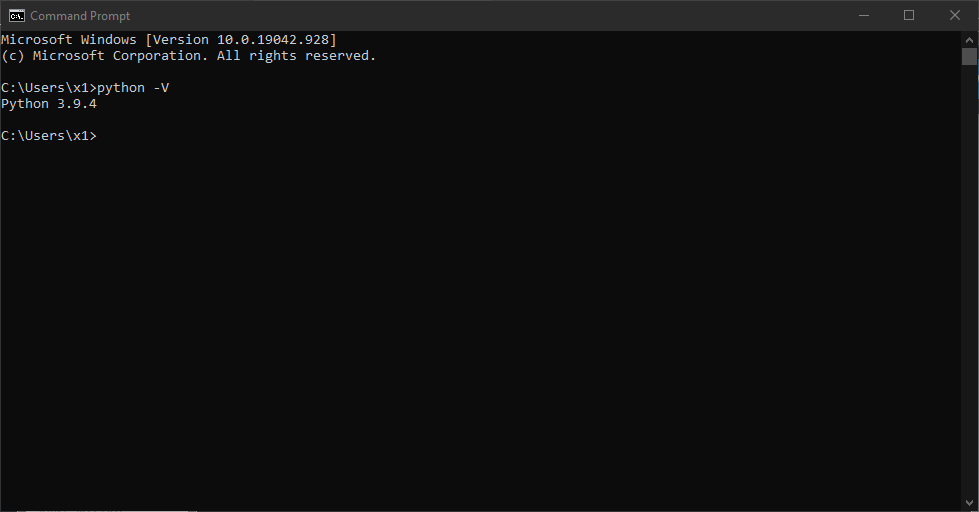 Command Prompt
Microsoft Windows [Version 10.0.19042.928]
(c) Microsoft Corporation. All rights reserved.
C:\Users\x1>python -V
Python 3.9.4
C:\Users\x1>